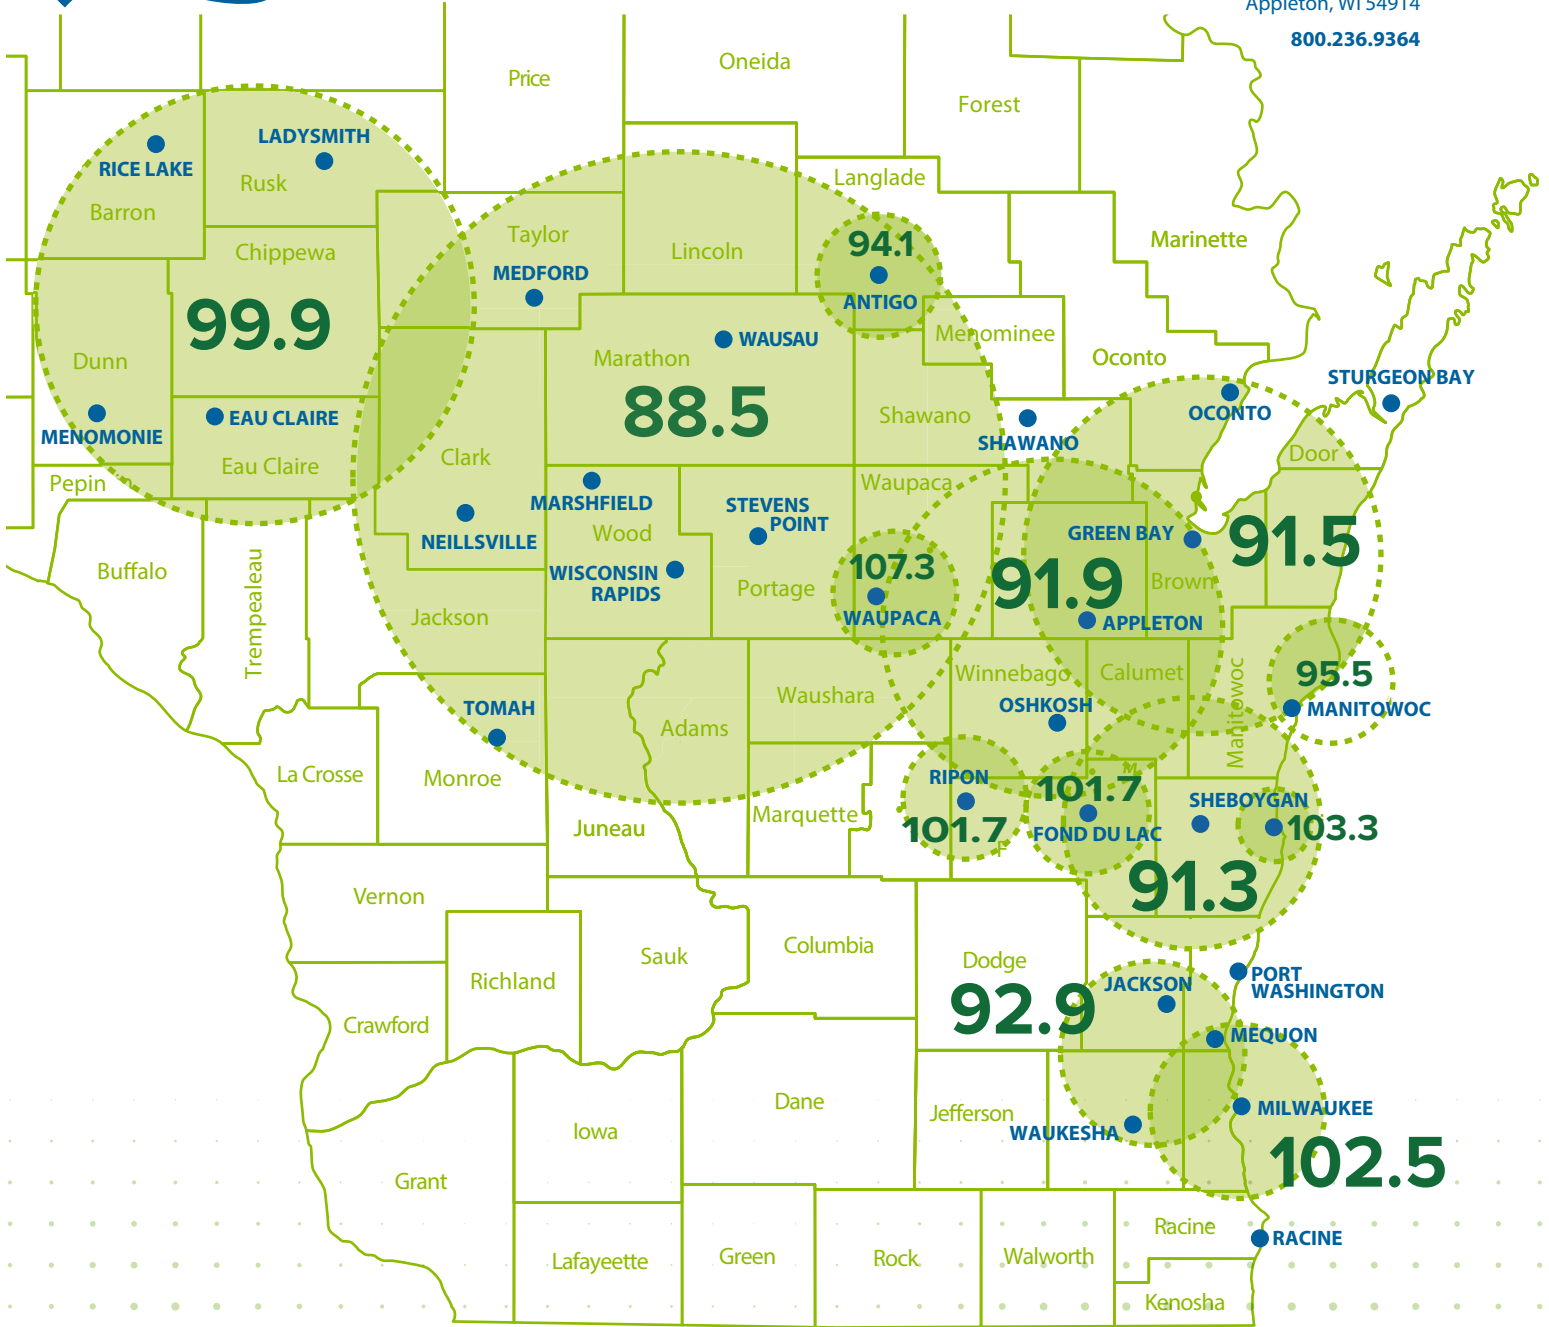 Appleton, WI 54914
800.236.9364
Price
Oneida
Forest
LADYSMITH
RICE LAKE
Rusk
Barron
Langlade
Taylor
Lincoln
94.1
Marinette
Chippewa
MEDFORD
ANTIGO
99.9
WAUSAU
Menominee
Marathon
Dunn
Oconto
88.5
STURGEON BAY
EAU CLAIRE
Shawano
OCONTO
MENOMONIE
SHAWANO
Clark
Door
Eau Claire
Pepin
Waupaca
MARSHFIELD
STEVENS
POINT
NEILLSVILLE
Wood
GREEN BAY
91.5
Buffalo
Trempealeau
WISCONSIN
RAPIDS
107.3
91.9
Brown
Portage
WAUPACA
Jackson
APPLETON
Winnebago
Calumet
95.5
Waushara
OSHKOSH
TOMAH
MANITOWOC
Manitowoc
Adams
La Crosse
Monroe
RIPON
101.7
SHEBOYGAN
Marquette
Juneau
101.7
FOND DU LAC
103.3
F
91.3
Vernon
Columbia
Sauk
Dodge
Richland
JACKSON
PORT
WASHINGTON
92.9
Crawford
MEQUON
Dane
Jefferson
MILWAUKEE
Iowa
WAUKESHA
102.5
Grant
Racine
RACINE
Lafayeette
Green
Rock
Walworth
Kenosha